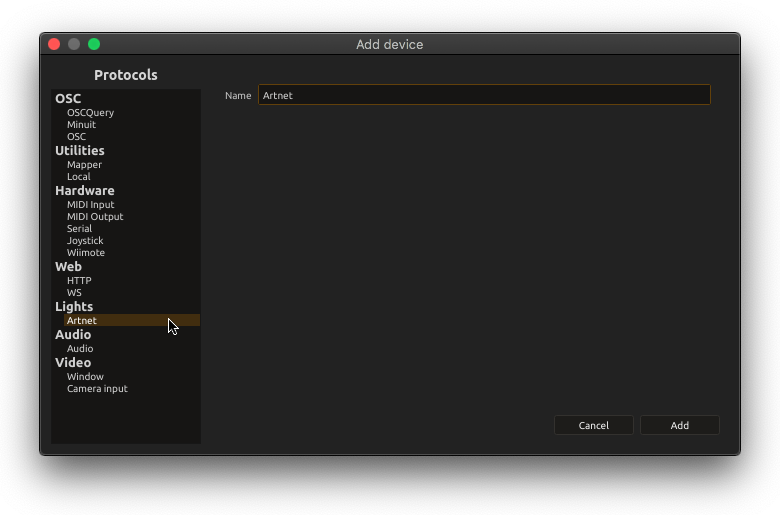 Add device
Protocols
OSC
OSCQuery
Minuit
OSC
Utilities
Mapper
Local
Hardware
MIDI Input
MIDI Output
Serial
Joystick
Wiimote
Web
HTTP
WS
Lights
Artnet
Audio
Audio
Video
Window
Camera input
Name Artnet
Cancel Add